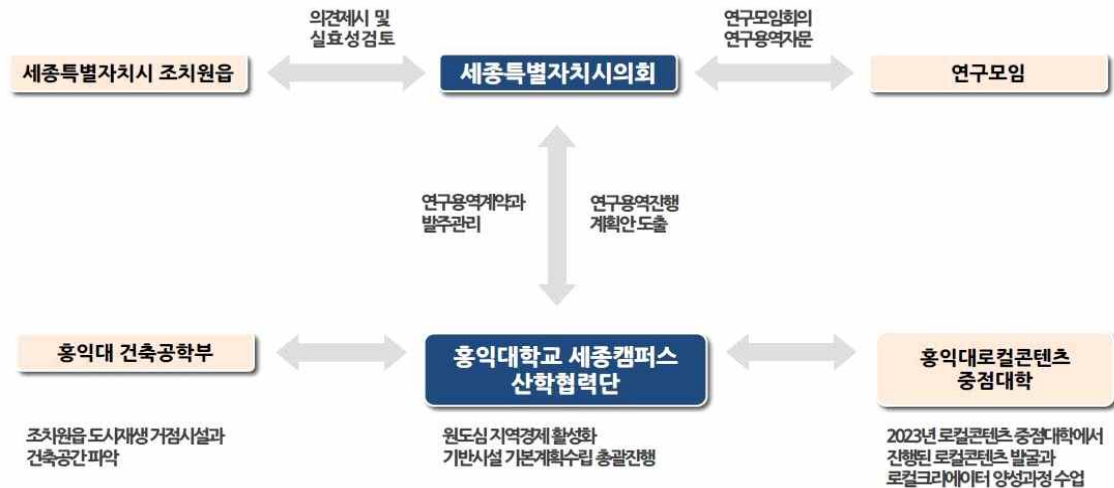 의견제시 및
실효성검토
연구모임회의
연구용역자문
세종특별자치시 조치원읍
세종특별자치시의회
연구모임
연구용역계약과
발주관리
연구용역진행
계획안 도출
홍익대 건축공학부
홍익대학교 세종캠퍼스
산학협력단
홍익대로컬콘텐츠
중점대학
조치원읍 도시재생 거점시설과
건축공간 파악
원도심 지역경제 활성화
기반시설 기본계획수립 총괄진행
2023년 로컬콘텐츠 중점대학에서
진행된 로컬콘텐츠 발굴과
로컬크리에이터 양성과정 수업